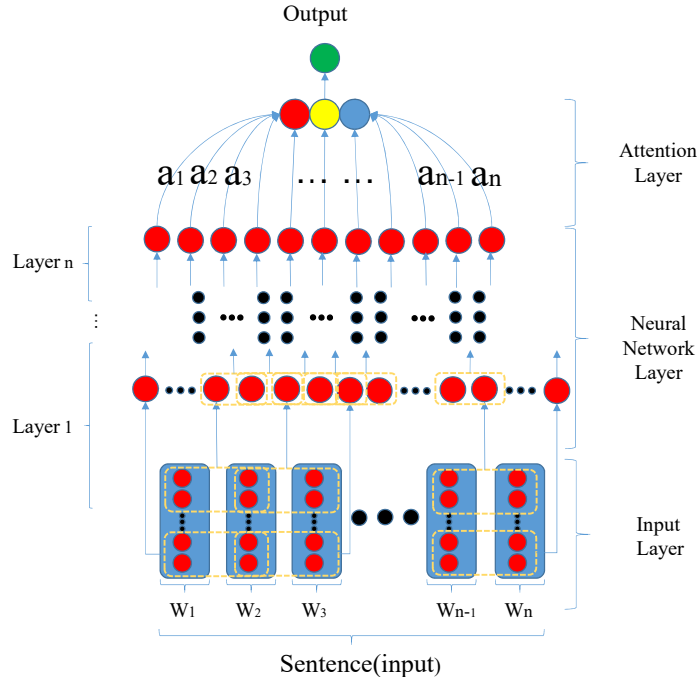 Output
Attention
Layer
a1 a2 a3 ... ... an-1 an
Layer n
...
Neural
Network
Layer
Layer 1
Input
Layer
W1 W2 W3 Wn-1 Wn
Sentence(input)